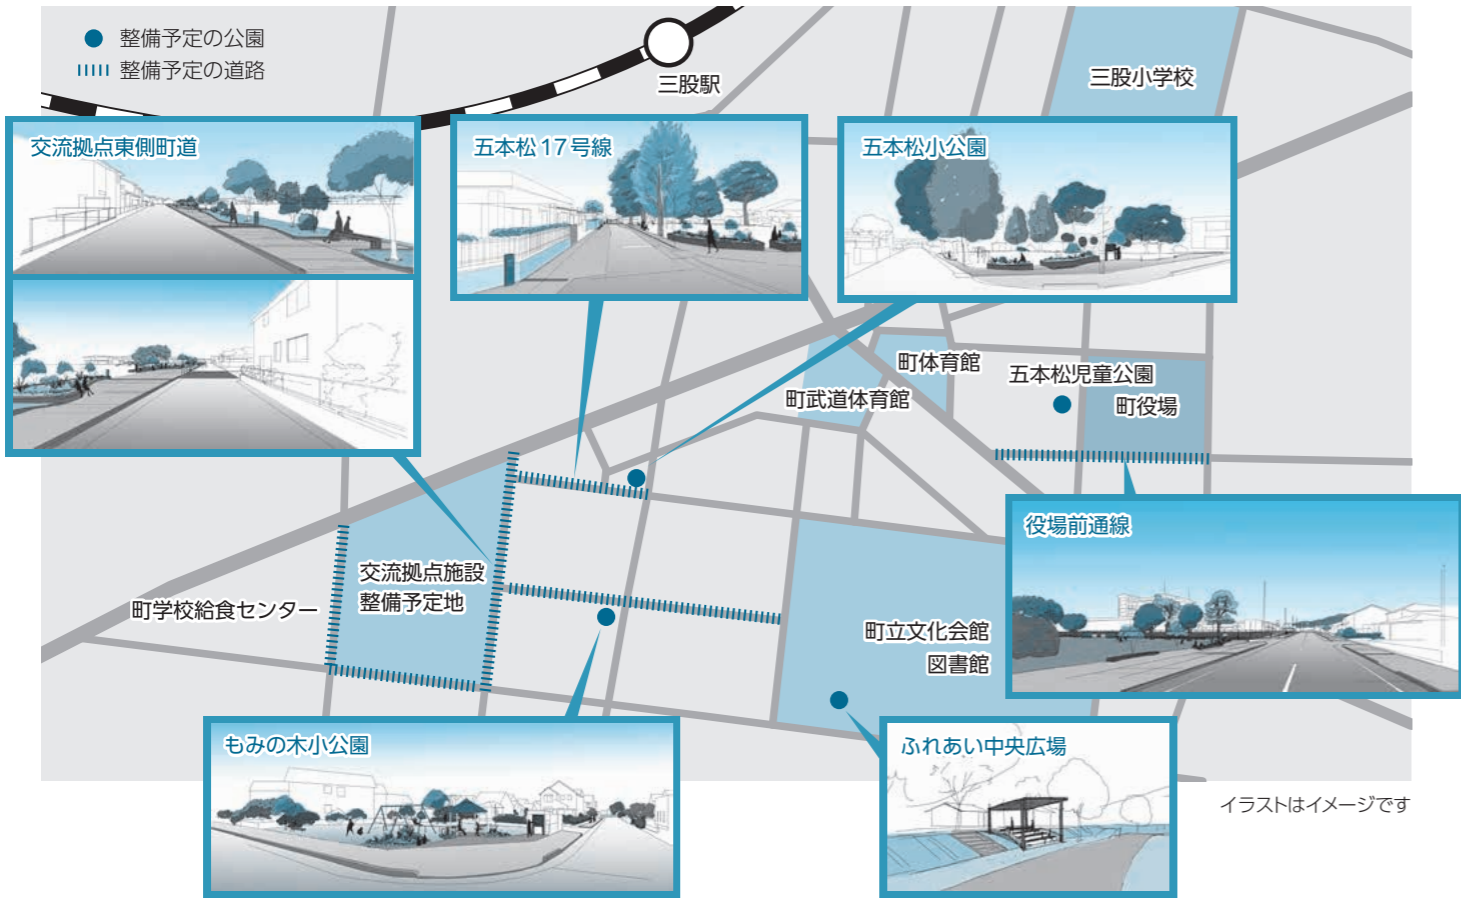 整備予定の公園
整備予定の道路
三股駅
三股小学校
交流拠点東側町道
五本松17号線
五本松小公園
町体育館
町武道体育館
五本松児童公園
町役場
役場前通線
交流拠点施設
整備予定地
町学校給食センター
町立文化会館
図書館
もみの木小公園
ふれあい中央広場
イラストはイメージです